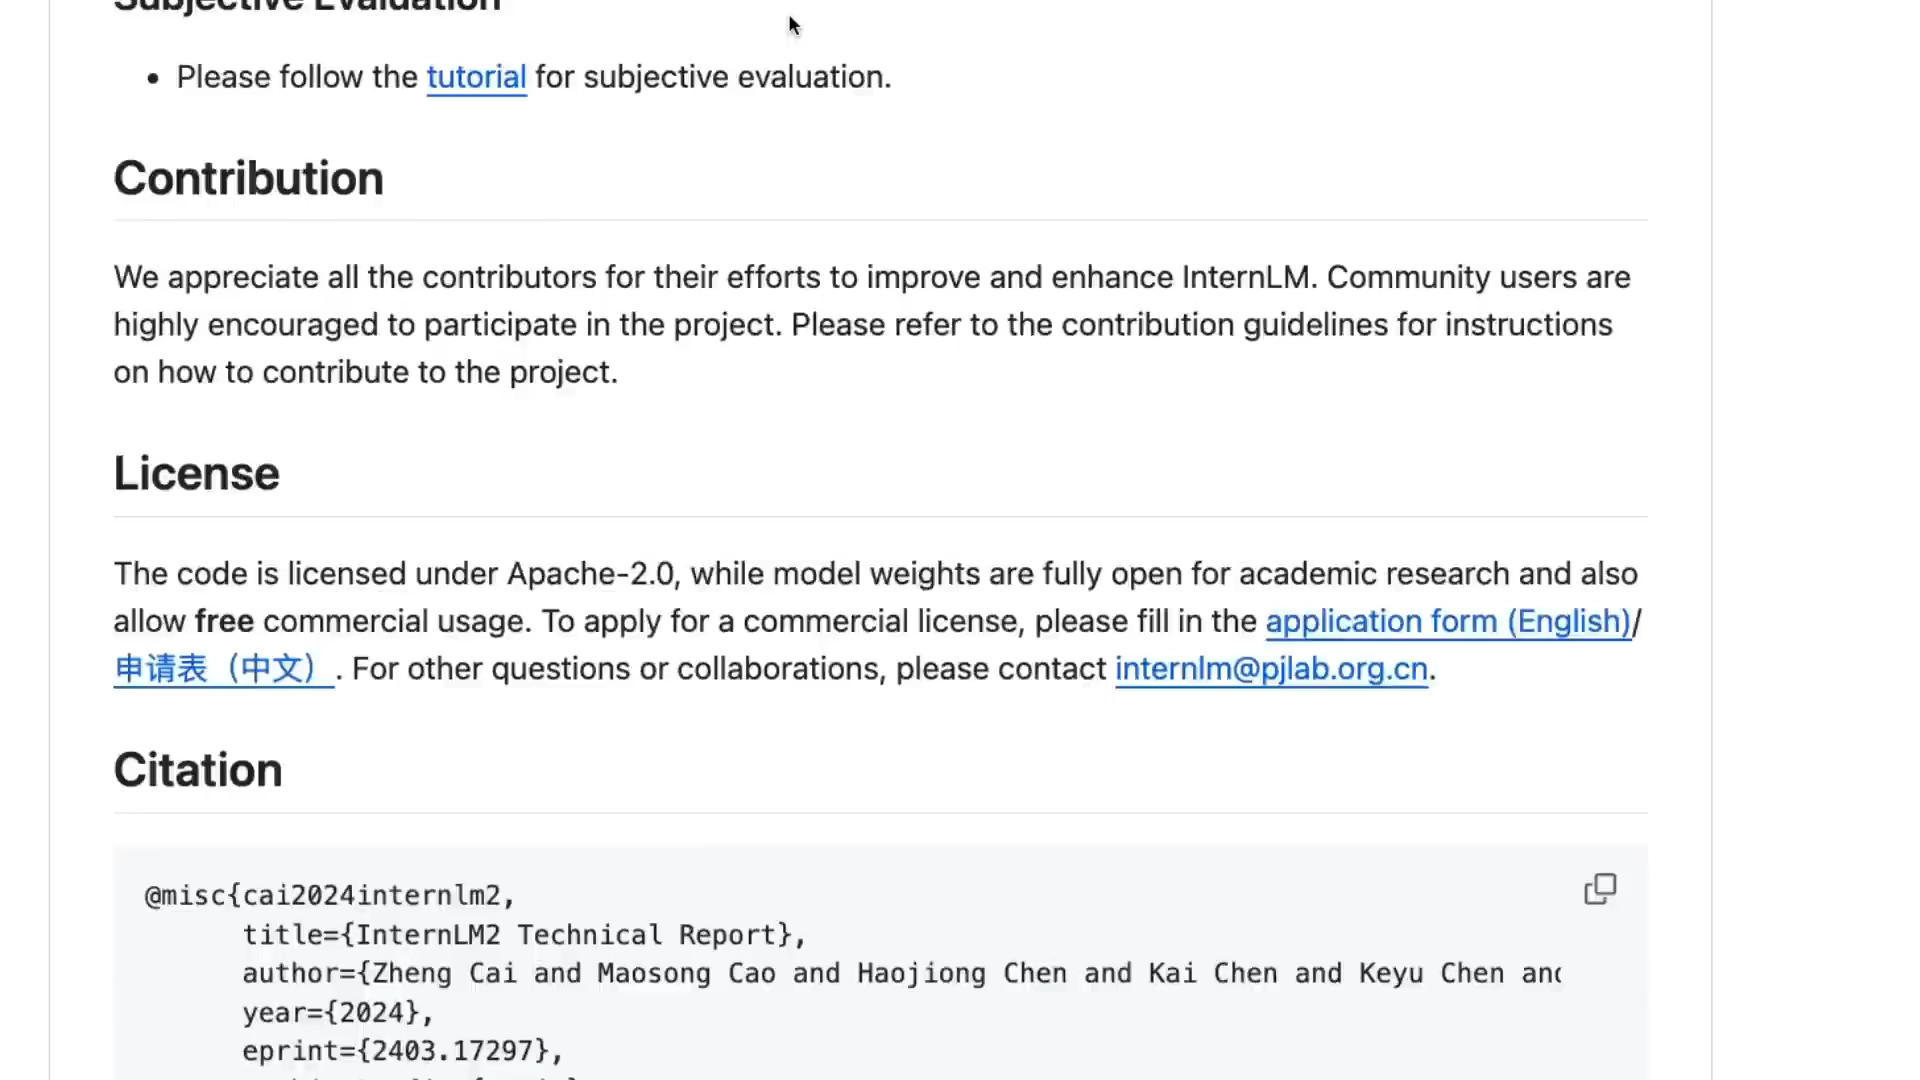 Subjective Evaluation
• Please follow the tutorial for subjective evaluation.
Contribution
We appreciate all the contributors for their efforts to improve and enhance InternLM. Community users are
highly encouraged to participate in the project. Please refer to the contribution guidelines for instructions
on how to contribute to the project.
License
The code is licensed under Apache-2.0, while model weights are fully open for academic research and also
allow free commercial usage. To apply for a commercial license, please fill in the application form (English)/
申请表（中文）. For other questions or collaborations, please contact internlm@pjlab.org.cn.
Citation
@misc{cai2024internlm2,
title={InternLM2 Technical Report},
author={Zheng Cai and Maosong Cao and Haojiong Chen and Kai Chen and Keyu Chen and
year={2024},
eprint={2403.17297},